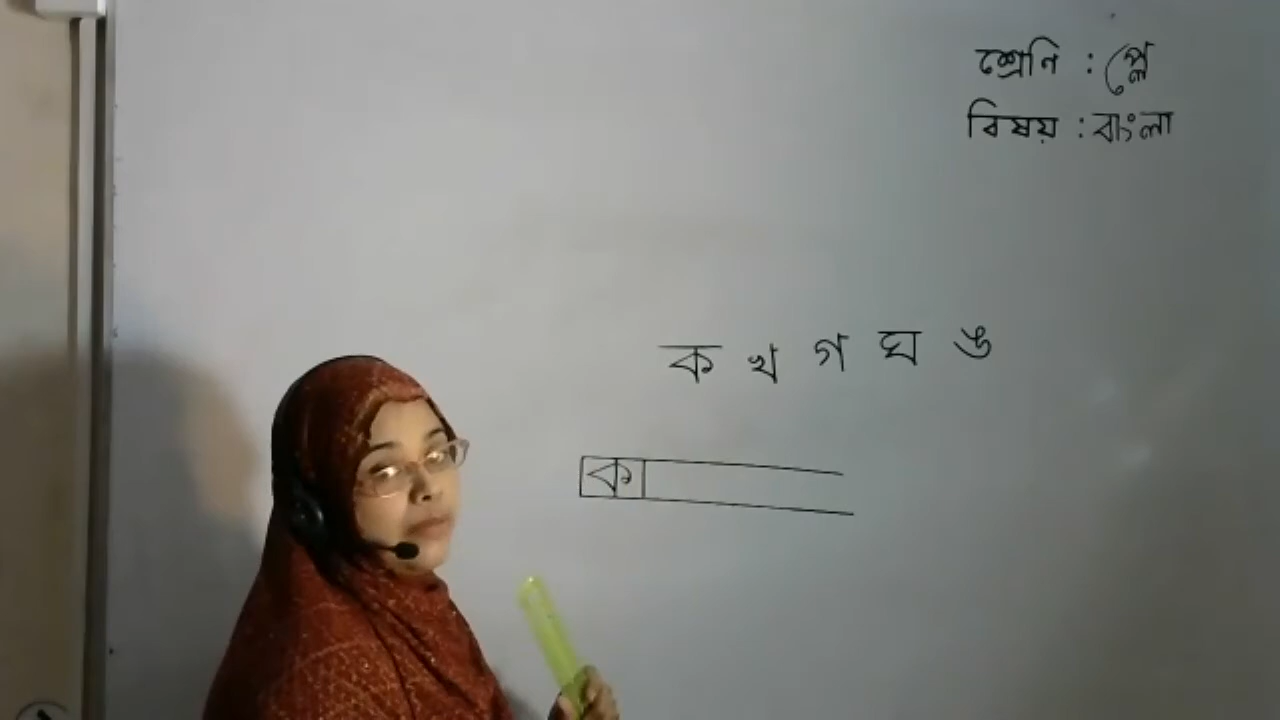 শ্রেণি : প্লে
বিষয় : বাংলা
ক খ গ ঘ ঙ
ক